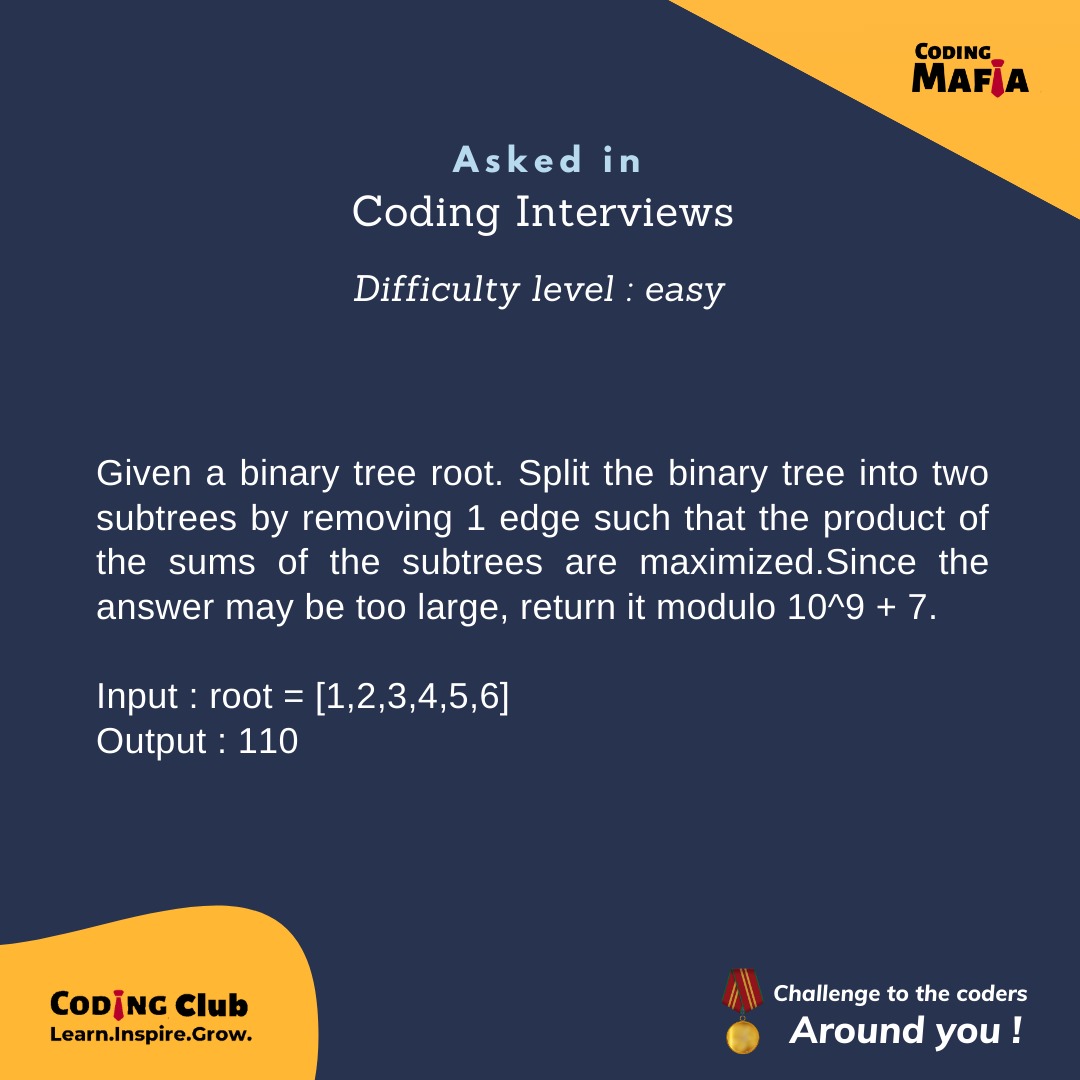 CODING
MAFIA
Asked in
Coding Interviews
Difficulty level : easy
Given a binary tree root. Split the binary tree into two
subtrees by removing 1 edge such that the product of
the sums of the subtrees are maximized.Since the
answer may be too large, return it modulo 10^9 + 7.
Input : root = [1,2,3,4,5,6]
Output : 110
CODING Club
Learn.Inspire.Grow.
Challenge to the coders
Around you !